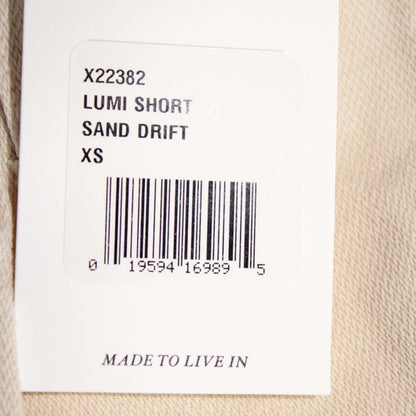 X22382
LUMI SHORT
SAND DRIFT
XS
0 19594 16989 5
MADE TO LIVE IN